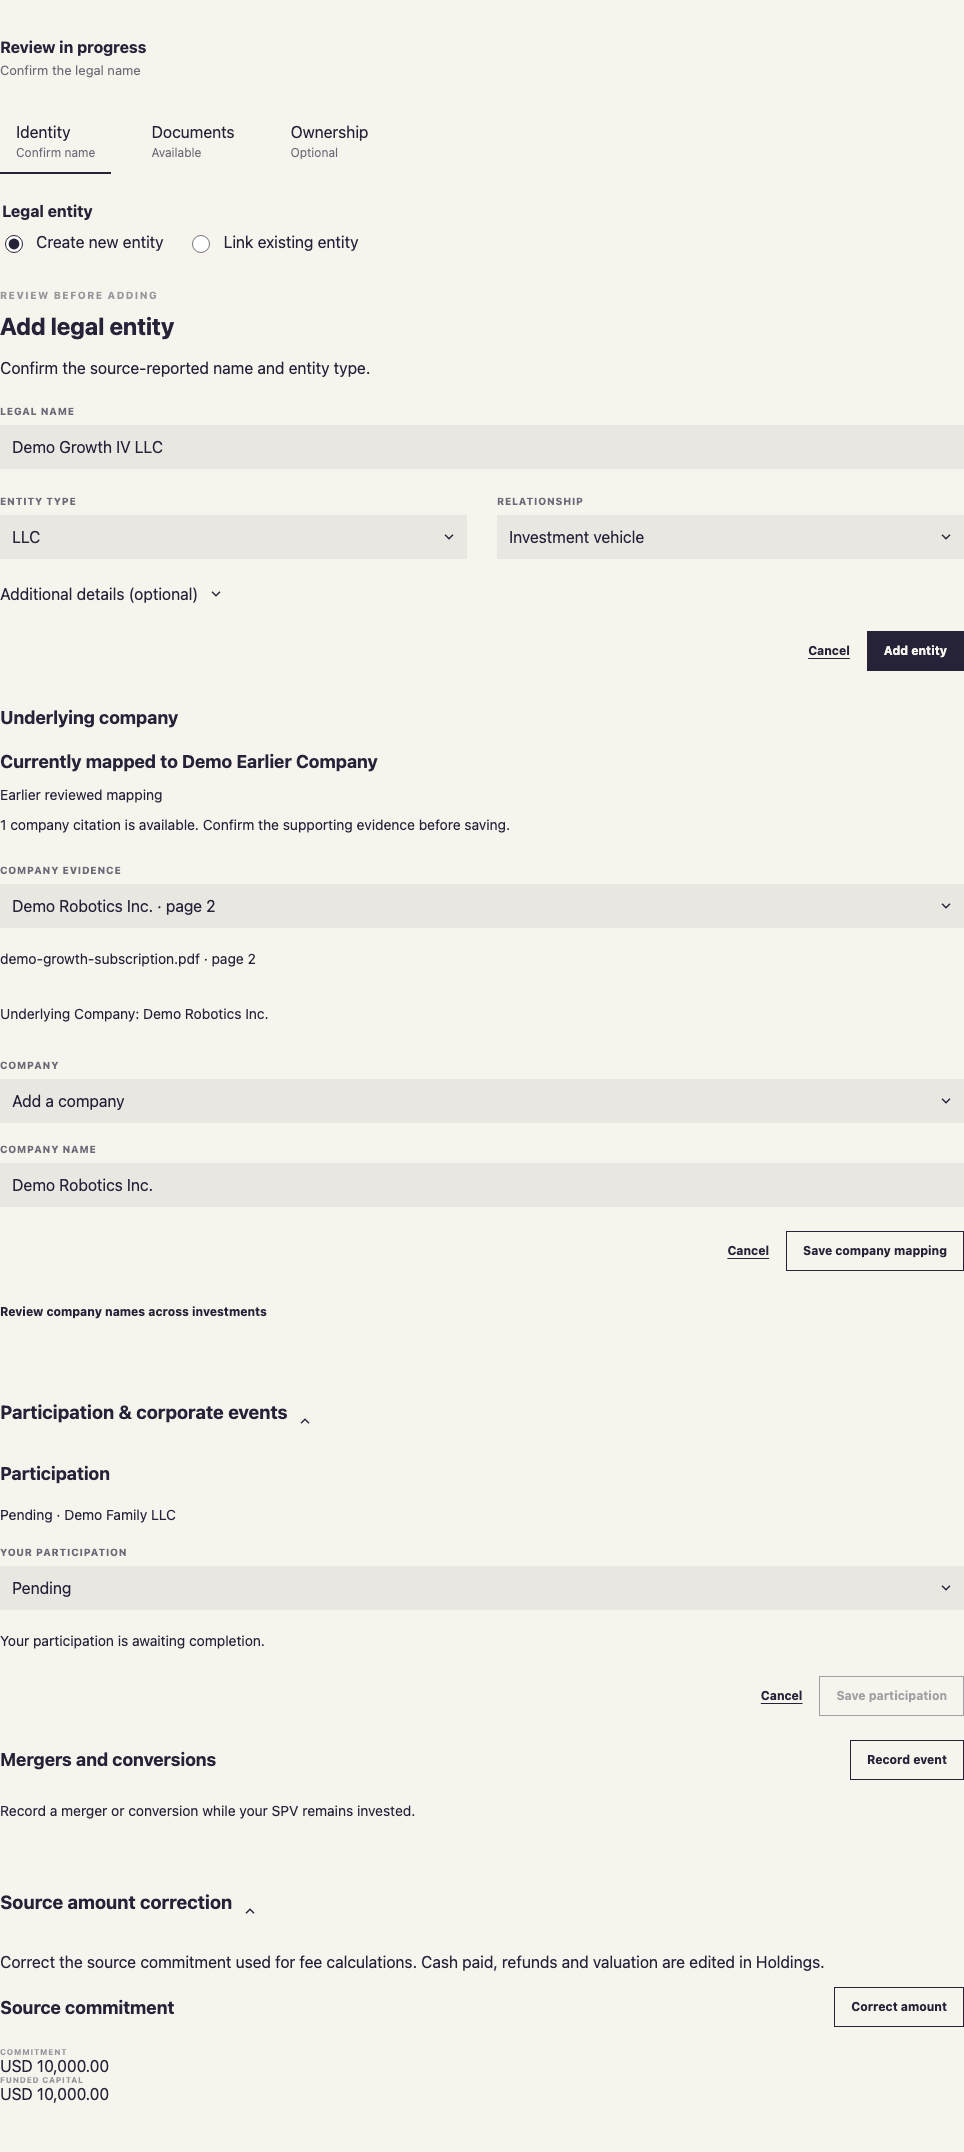 Review in progress
Confirm the legal name
Identity
Confirm name
Documents
Available
Ownership
Optional
Legal entity
Create new entity
Link existing entity
REVIEW BEFORE ADDING
Add legal entity
Confirm the source-reported name and entity type.
LEGAL NAME
Demo Growth IV LLC
ENTITY TYPE
LLC
RELATIONSHIP
Investment vehicle
Additional details (optional)
Cancel
Add entity
Underlying company
Currently mapped to Demo Earlier Company
Earlier reviewed mapping
1 company citation is available. Confirm the supporting evidence before saving.
COMPANY EVIDENCE
Demo Robotics Inc. · page 2
demo-growth-subscription.pdf · page 2
Underlying Company: Demo Robotics Inc.
COMPANY
Add a company
COMPANY NAME
Demo Robotics Inc.
Cancel
Save company mapping
Review company names across investments
Participation & corporate events
Participation
Pending · Demo Family LLC
YOUR PARTICIPATION
Pending
Your participation is awaiting completion.
Cancel
Save participation
Mergers and conversions
Record event
Record a merger or conversion while your SPV remains invested.
Source amount correction
Correct the source commitment used for fee calculations. Cash paid, refunds and valuation are edited in Holdings.
Source commitment
Correct amount
COMMITMENT
USD 10,000.00
FUNDED CAPITAL
USD 10,000.00